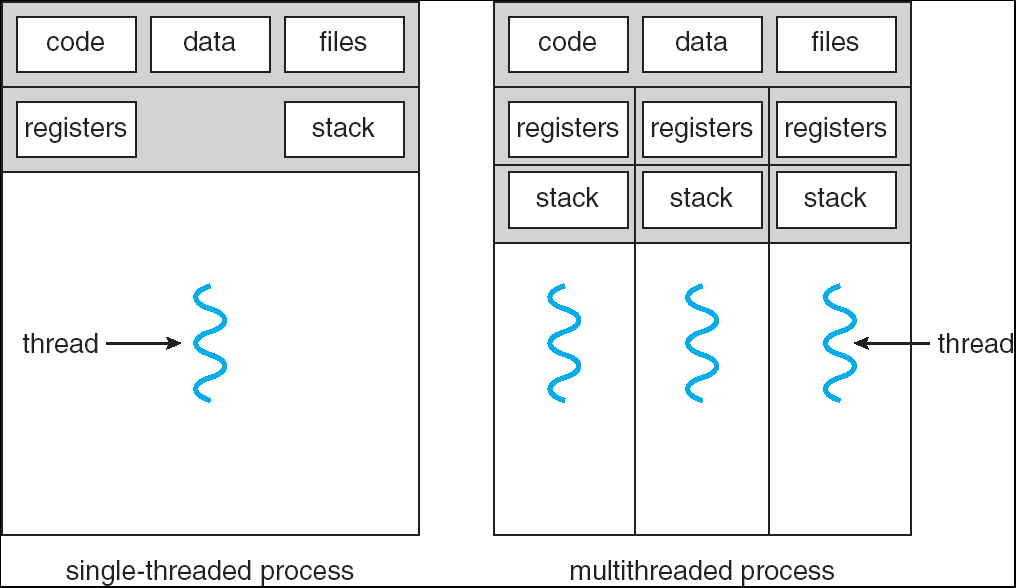 code data files code data files
registers stack registers registers registers
stack stack stack
thread thread
single-threaded process multithreaded process